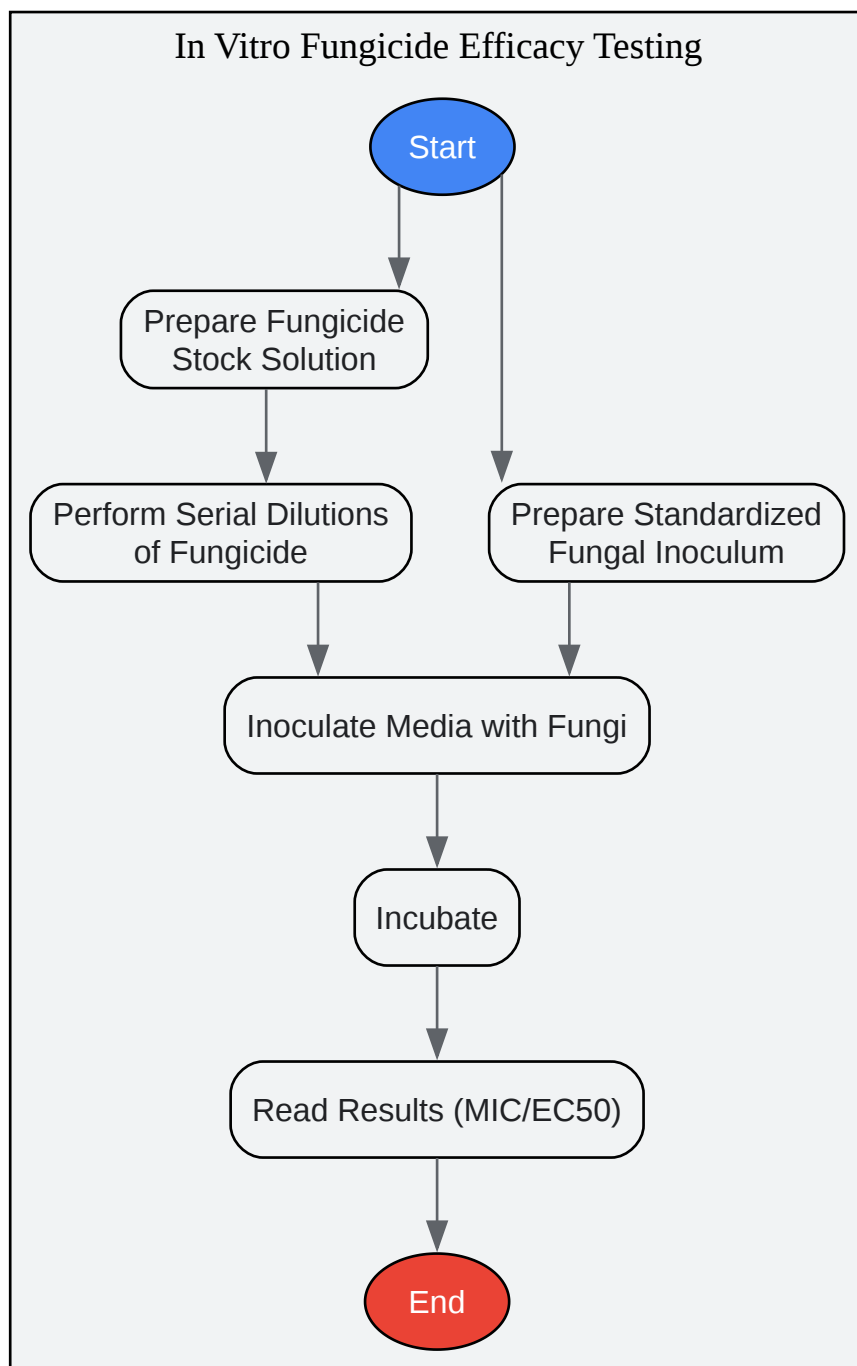 In Vitro Fungicide Efficacy Testing
Start
Prepare Fungicide
Stock Solution
Perform Serial Dilutions
of Fungicide
Prepare Standardized
Fungal Inoculum
Inoculate Media with Fungi
Incubate
Read Results (MIC/EC50)
End